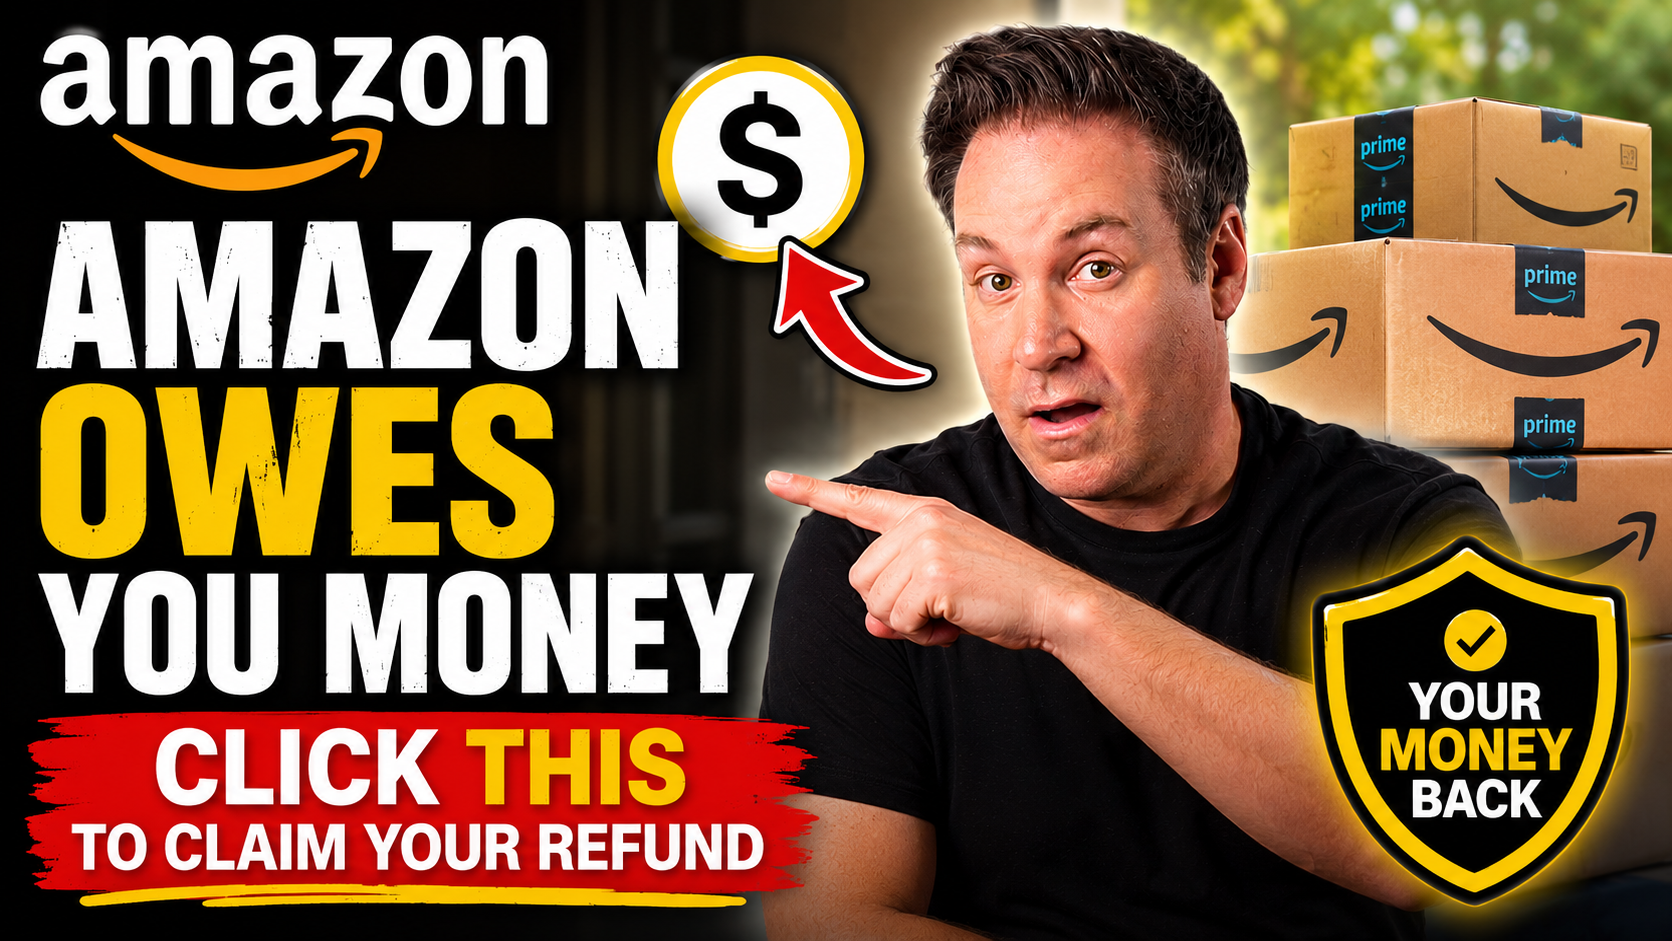 amazon
$
AMAZON
OWES
YOU MONEY
CLICK THIS
TO CLAIM YOUR REFUND
prime
prime
prime
prime
YOUR
MONEY
BACK